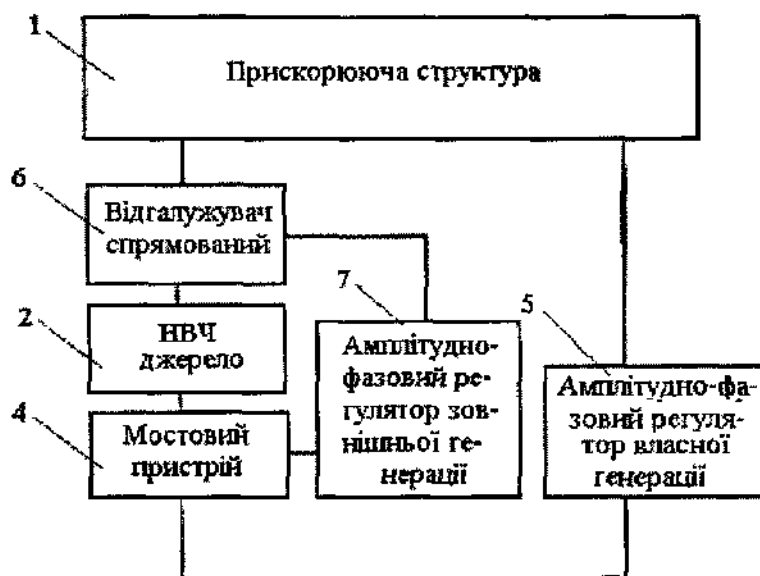 1
Прискорююча структура
6
Відгалужувач
спрямований
2
НВЧ
джерело
4
Мостовий
пристрій
7
Амплітудно-
фазовий ре-
гулятор зов-
нішньої ге-
нерації
5
Амплітудно-фа-
зовий регуля-
тор власної
генерації